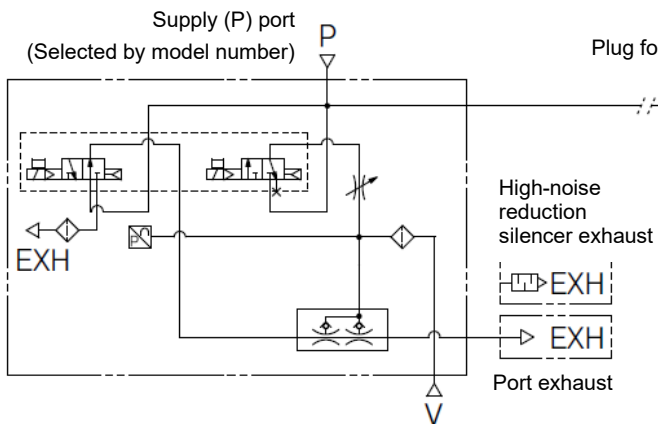 Supply (P) port
(Selected by model number)
P
Plug fo
EXH
P
High-noise
reduction
silencer exhaust
EXH
EXH
Port exhaust
V